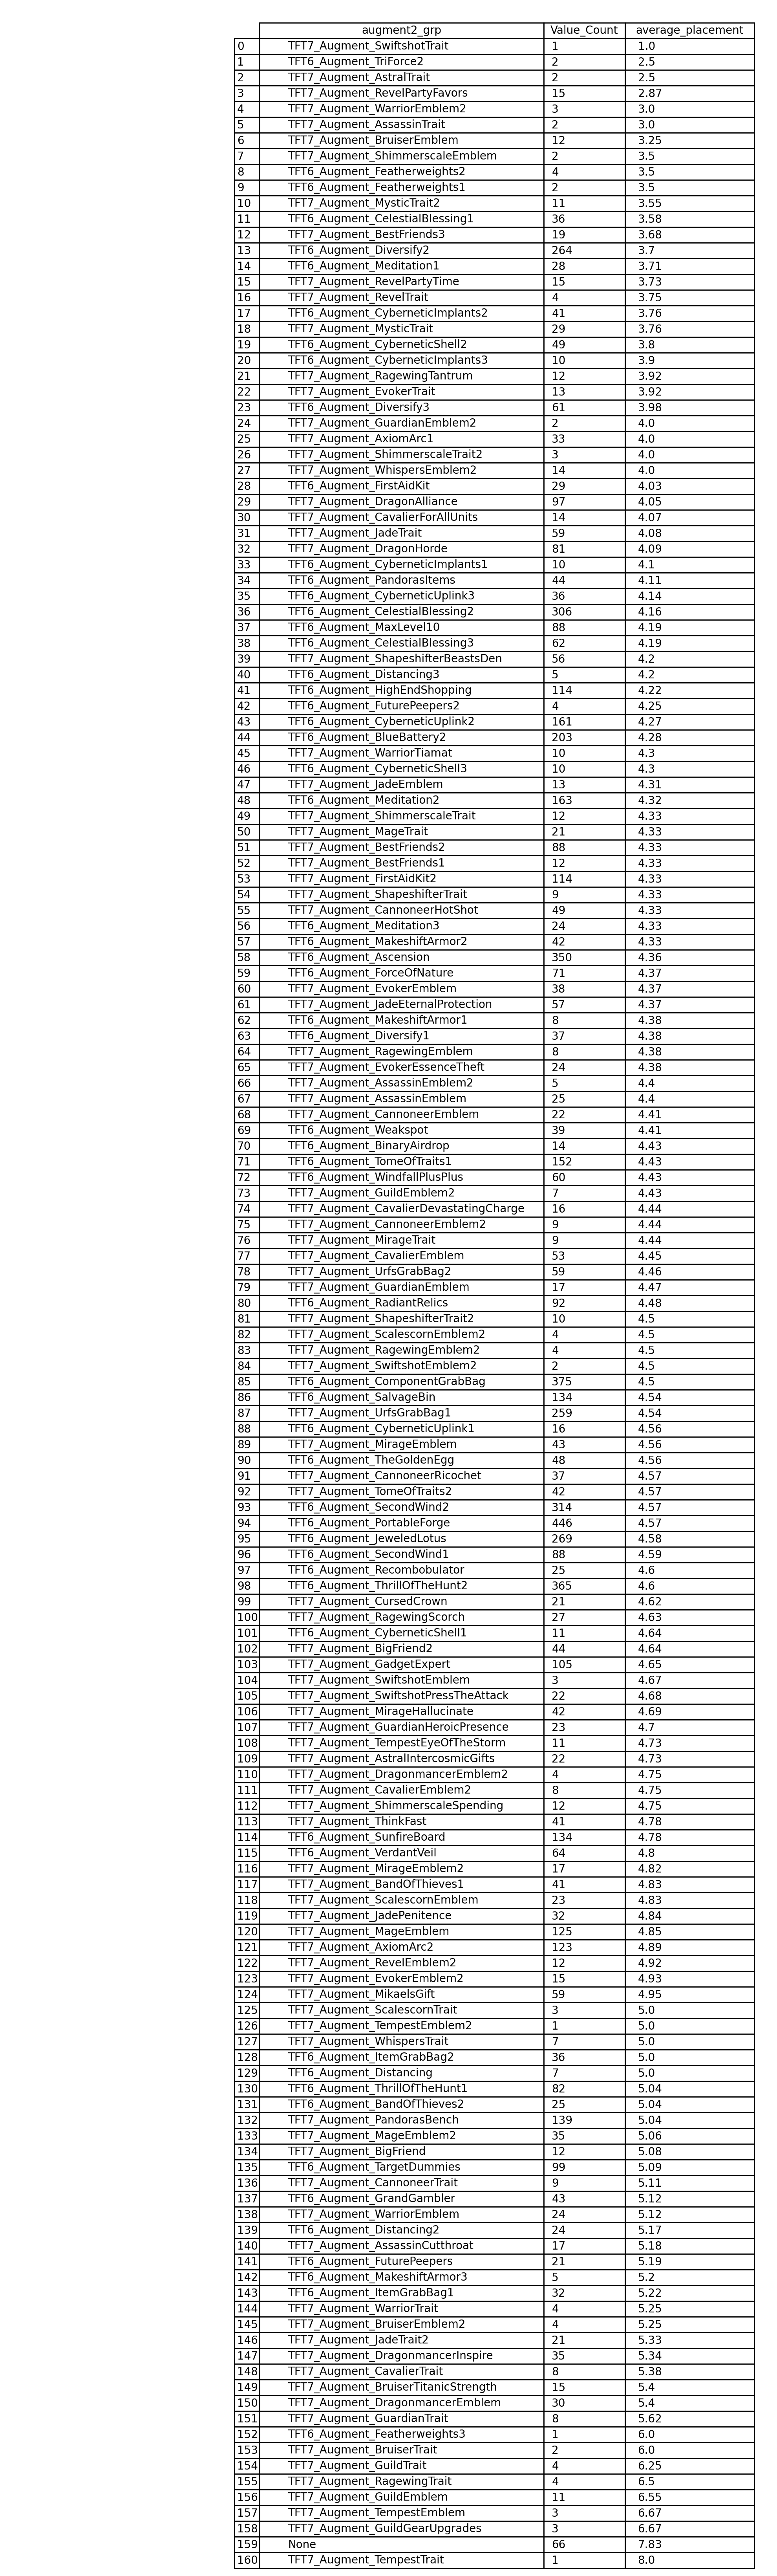 augment2_grp Value_Count average_placement
0 TFT7_Augment_SwiftshotTrait 1 1.0
1 TFT6_Augment_TriForce2 2 2.5
2 TFT7_Augment_AstralTrait 2 2.5
3 TFT7_Augment_RevelPartyFavors 15 2.87
4 TFT7_Augment_WarriorEmblem2 3 3.0
5 TFT7_Augment_AssassinTrait 2 3.0
6 TFT7_Augment_BruiserEmblem 12 3.25
7 TFT7_Augment_ShimmerscaleEmblem 2 3.5
8 TFT6_Augment_Featherweights2 4 3.5
9 TFT6_Augment_Featherweights1 2 3.5
10 TFT7_Augment_MysticTrait2 11 3.55
11 TFT6_Augment_CelestialBlessing1 36 3.58
12 TFT7_Augment_BestFriends3 19 3.68
13 TFT6_Augment_Diversify2 264 3.7
14 TFT6_Augment_Meditation1 28 3.71
15 TFT7_Augment_RevelPartyTime 15 3.73
16 TFT7_Augment_RevelTrait 4 3.75
17 TFT6_Augment_CyberneticImplants2 41 3.76
18 TFT7_Augment_MysticTrait 29 3.76
19 TFT6_Augment_CyberneticShell2 49 3.8
20 TFT6_Augment_CyberneticImplants3 10 3.9
21 TFT7_Augment_RagewingTantrum 12 3.92
22 TFT7_Augment_EvokerTrait 13 3.92
23 TFT6_Augment_Diversify3 61 3.98
24 TFT7_Augment_GuardianEmblem2 2 4.0
25 TFT7_Augment_AxiomArc1 33 4.0
26 TFT7_Augment_ShimmerscaleTrait2 3 4.0
27 TFT7_Augment_WhispersEmblem2 14 4.0
28 TFT6_Augment_FirstAidKit 29 4.03
29 TFT7_Augment_DragonAlliance 97 4.05
30 TFT7_Augment_CavalierForAllUnits 14 4.07
31 TFT7_Augment_JadeTrait 59 4.08
32 TFT7_Augment_DragonHorde 81 4.09
33 TFT6_Augment_CyberneticImplants1 10 4.1
34 TFT6_Augment_PandorasItems 44 4.11
35 TFT6_Augment_CyberneticUplink3 36 4.14
36 TFT6_Augment_CelestialBlessing2 306 4.16
37 TFT6_Augment_MaxLevel10 88 4.19
38 TFT6_Augment_CelestialBlessing3 62 4.19
39 TFT7_Augment_ShapeshifterBeastsDen 56 4.2
40 TFT6_Augment_Distancing3 5 4.2
41 TFT6_Augment_HighEndShopping 114 4.22
42 TFT6_Augment_FuturePeepers2 4 4.25
43 TFT6_Augment_CyberneticUplink2 161 4.27
44 TFT6_Augment_BlueBattery2 203 4.28
45 TFT7_Augment_WarriorTiamat 10 4.3
46 TFT6_Augment_CyberneticShell3 10 4.3
47 TFT7_Augment_JadeEmblem 13 4.31
48 TFT6_Augment_Meditation2 163 4.32
49 TFT7_Augment_ShimmerscaleTrait 12 4.33
50 TFT7_Augment_MageTrait 21 4.33
51 TFT7_Augment_BestFriends2 88 4.33
52 TFT7_Augment_BestFriends1 12 4.33
53 TFT7_Augment_FirstAidKit2 114 4.33
54 TFT7_Augment_ShapeshifterTrait 9 4.33
55 TFT7_Augment_CannoneerHotShot 49 4.33
56 TFT6_Augment_Meditation3 24 4.33
57 TFT6_Augment_MakeshiftArmor2 42 4.33
58 TFT6_Augment_Ascension 350 4.36
59 TFT6_Augment_ForceOfNature 71 4.37
60 TFT7_Augment_EvokerEmblem 38 4.37
61 TFT7_Augment_JadeEternalProtection 57 4.37
62 TFT6_Augment_MakeshiftArmor1 8 4.38
63 TFT6_Augment_Diversify1 37 4.38
64 TFT7_Augment_RagewingEmblem 8 4.38
65 TFT7_Augment_EvokerEssenceTheft 24 4.38
66 TFT7_Augment_AssassinEmblem2 5 4.4
67 TFT7_Augment_AssassinEmblem 25 4.4
68 TFT7_Augment_CannoneerEmblem 22 4.41
69 TFT6_Augment_Weakspot 39 4.41
70 TFT6_Augment_BinaryAirdrop 14 4.43
71 TFT6_Augment_TomeOfTraits1 152 4.43
72 TFT6_Augment_WindfallPlusPlus 60 4.43
73 TFT7_Augment_GuildEmblem2 7 4.43
74 TFT7_Augment_CavalierDevastatingCharge 16 4.44
75 TFT7_Augment_CannoneerEmblem2 9 4.44
76 TFT7_Augment_MirageTrait 9 4.44
77 TFT7_Augment_CavalierEmblem 53 4.45
78 TFT7_Augment_UrfsGrabBag2 59 4.46
79 TFT7_Augment_GuardianEmblem 17 4.47
80 TFT6_Augment_RadiantRelics 92 4.48
81 TFT7_Augment_ShapeshifterTrait2 10 4.5
82 TFT7_Augment_ScalescornEmblem2 4 4.5
83 TFT7_Augment_RagewingEmblem2 4 4.5
84 TFT7_Augment_SwiftshotEmblem2 2 4.5
85 TFT6_Augment_ComponentGrabBag 375 4.5
86 TFT6_Augment_SalvageBin 134 4.54
87 TFT7_Augment_UrfsGrabBag1 259 4.54
88 TFT6_Augment_CyberneticUplink1 16 4.56
89 TFT7_Augment_MirageEmblem 43 4.56
90 TFT6_Augment_TheGoldenEgg 48 4.56
91 TFT7_Augment_CannoneerRicochet 37 4.57
92 TFT7_Augment_TomeOfTraits2 42 4.57
93 TFT6_Augment_SecondWind2 314 4.57
94 TFT6_Augment_PortableForge 446 4.57
95 TFT6_Augment_JeweledLotus 269 4.58
96 TFT6_Augment_SecondWind1 88 4.59
97 TFT6_Augment_Recombobulator 25 4.6
98 TFT6_Augment_ThrillOfTheHunt2 365 4.6
99 TFT7_Augment_CursedCrown 21 4.62
100 TFT7_Augment_RagewingScorch 27 4.63
101 TFT6_Augment_CyberneticShell1 11 4.64
102 TFT7_Augment_BigFriend2 44 4.64
103 TFT7_Augment_GadgetExpert 105 4.65
104 TFT7_Augment_SwiftshotEmblem 3 4.67
105 TFT7_Augment_SwiftshotPressTheAttack 22 4.68
106 TFT7_Augment_MirageHallucinate 42 4.69
107 TFT7_Augment_GuardianHeroicPresence 23 4.7
108 TFT7_Augment_TempestEyeOfTheStorm 11 4.73
109 TFT7_Augment_AstralIntercosmicGifts 22 4.73
110 TFT7_Augment_DragonmancerEmblem2 4 4.75
111 TFT7_Augment_CavalierEmblem2 8 4.75
112 TFT7_Augment_ShimmerscaleSpending 12 4.75
113 TFT7_Augment_ThinkFast 41 4.78
114 TFT6_Augment_SunfireBoard 134 4.78
115 TFT6_Augment_VerdantVeil 64 4.8
116 TFT7_Augment_MirageEmblem2 17 4.82
117 TFT7_Augment_BandOfThieves1 41 4.83
118 TFT7_Augment_ScalescornEmblem 23 4.83
119 TFT7_Augment_JadePenitence 32 4.84
120 TFT7_Augment_MageEmblem 125 4.85
121 TFT7_Augment_AxiomArc2 123 4.89
122 TFT7_Augment_RevelEmblem2 12 4.92
123 TFT7_Augment_EvokerEmblem2 15 4.93
124 TFT7_Augment_MikaelsGift 59 4.95
125 TFT7_Augment_ScalescornTrait 3 5.0
126 TFT7_Augment_TempestEmblem2 1 5.0
127 TFT7_Augment_WhispersTrait 7 5.0
128 TFT6_Augment_ItemGrabBag2 36 5.0
129 TFT6_Augment_Distancing 7 5.0
130 TFT6_Augment_ThrillOfTheHunt1 82 5.04
131 TFT6_Augment_BandOfThieves2 25 5.04
132 TFT7_Augment_PandorasBench 139 5.04
133 TFT7_Augment_MageEmblem2 35 5.06
134 TFT7_Augment_BigFriend 12 5.08
135 TFT6_Augment_TargetDummies 99 5.09
136 TFT7_Augment_CannoneerTrait 9 5.11
137 TFT6_Augment_GrandGambler 43 5.12
138 TFT7_Augment_WarriorEmblem 24 5.12
139 TFT6_Augment_Distancing2 24 5.17
140 TFT7_Augment_AssassinCutthroat 17 5.18
141 TFT6_Augment_FuturePeepers 21 5.19
142 TFT6_Augment_MakeshiftArmor3 5 5.2
143 TFT6_Augment_ItemGrabBag1 32 5.22
144 TFT7_Augment_WarriorTrait 4 5.25
145 TFT7_Augment_BruiserEmblem2 4 5.25
146 TFT7_Augment_JadeTrait2 21 5.33
147 TFT7_Augment_DragonmancerInspire 35 5.34
148 TFT7_Augment_CavalierTrait 8 5.38
149 TFT7_Augment_BruiserTitanicStrength 15 5.4
150 TFT7_Augment_DragonmancerEmblem 30 5.4
151 TFT7_Augment_GuardianTrait 8 5.62
152 TFT6_Augment_Featherweights3 1 6.0
153 TFT7_Augment_BruiserTrait 2 6.0
154 TFT7_Augment_GuildTrait 4 6.25
155 TFT7_Augment_RagewingTrait 4 6.5
156 TFT7_Augment_GuildEmblem 11 6.55
157 TFT7_Augment_TempestEmblem 3 6.67
158 TFT7_Augment_GuildGearUpgrades 3 6.67
159 None 66 7.83
160 TFT7_Augment_TempestTrait 1 8.0